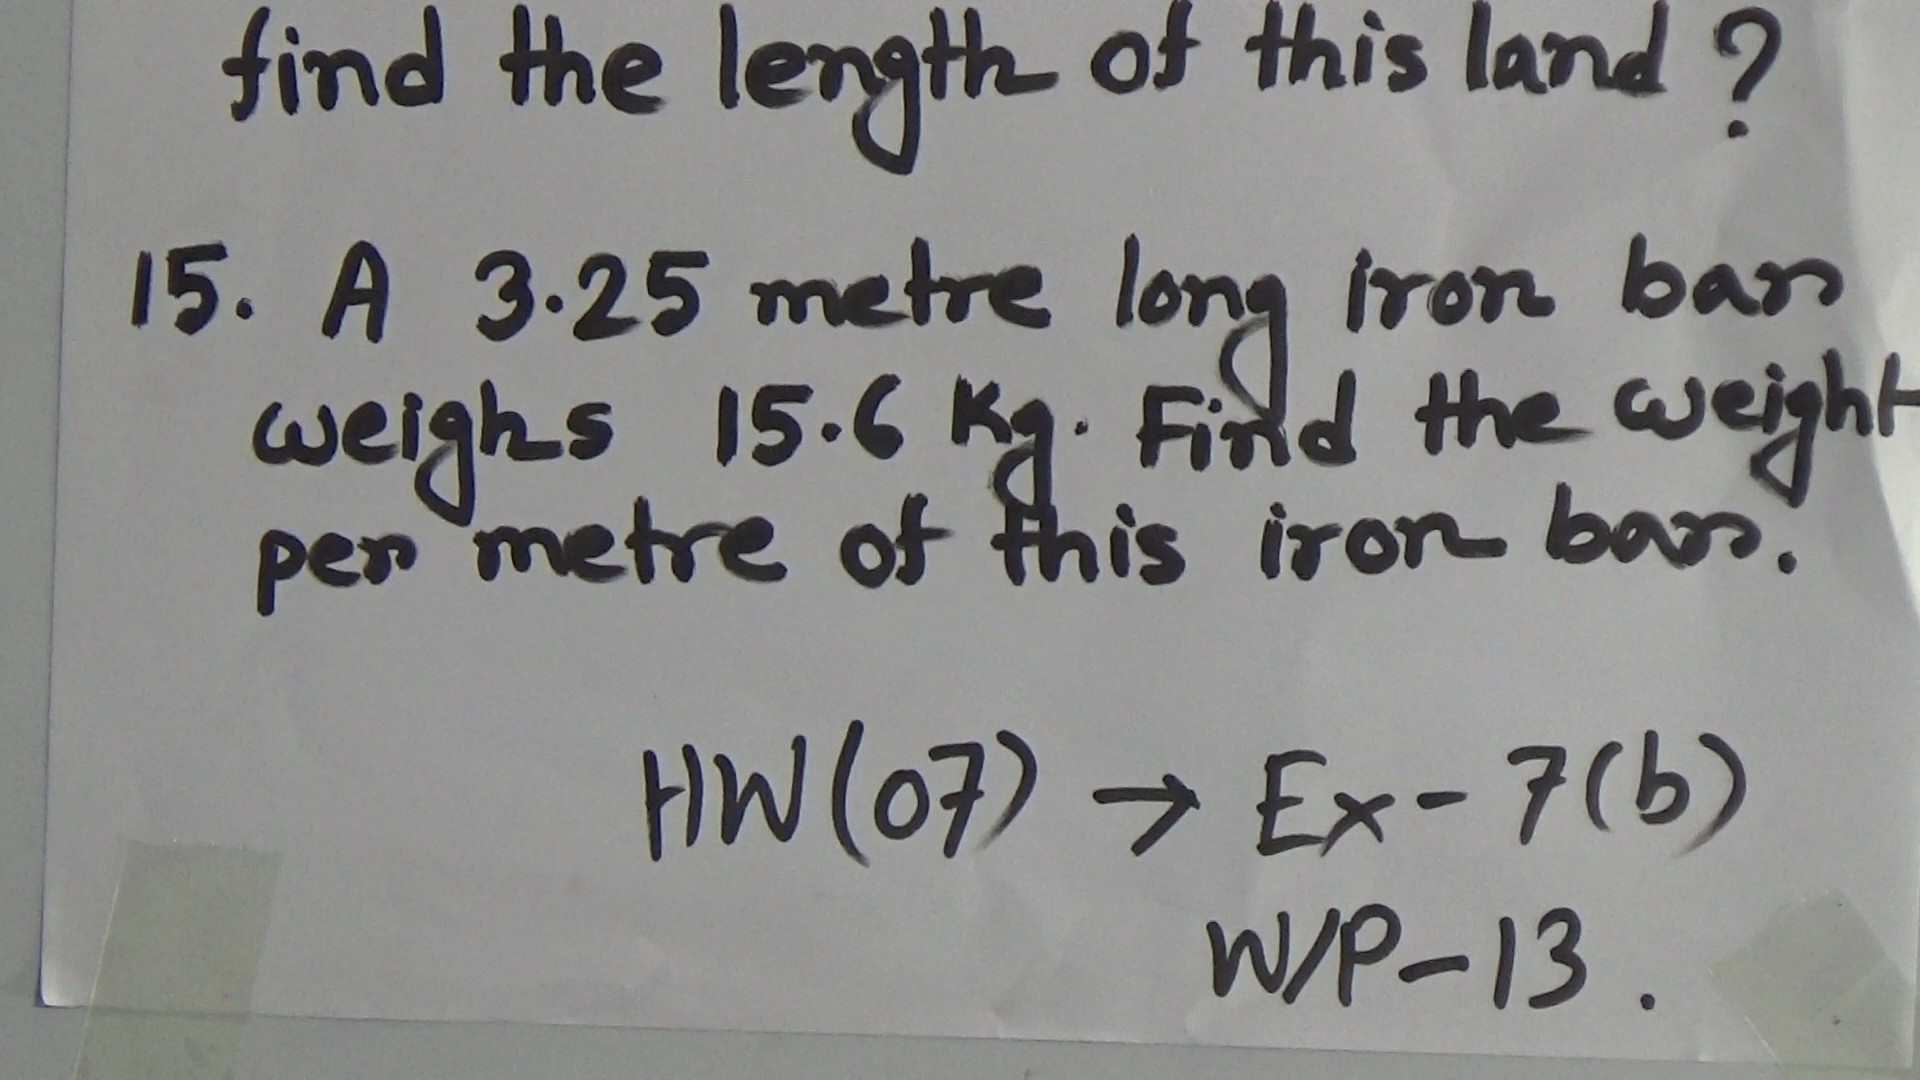 find the length of this land?
15. A 3.25 metre long iron bar
weighs 15.6 Kg. Find the weight
per metre of this iron bar.
HW(07) → Ex-7(b)
W/P-13.